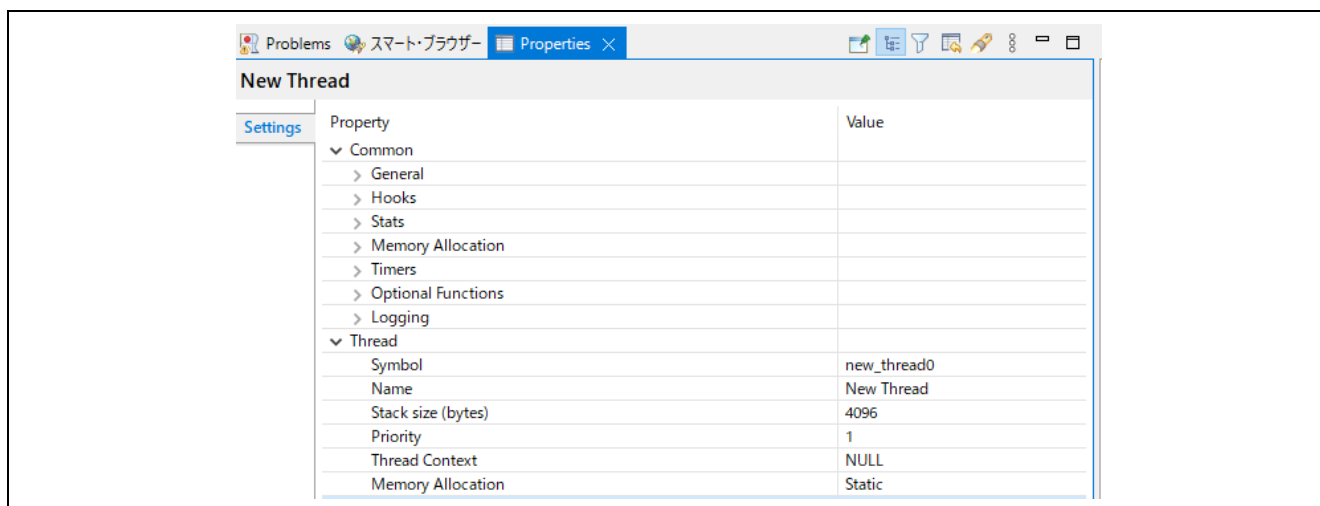 Problems スマート・ブラウザー Properties
New Thread
Settings
Property Value
Common
General
Hooks
Stats
Memory Allocation
Timers
Optional Functions
Logging
Thread
Symbol new_thread0
Name New Thread
Stack size (bytes) 4096
Priority 1
Thread Context NULL
Memory Allocation Static